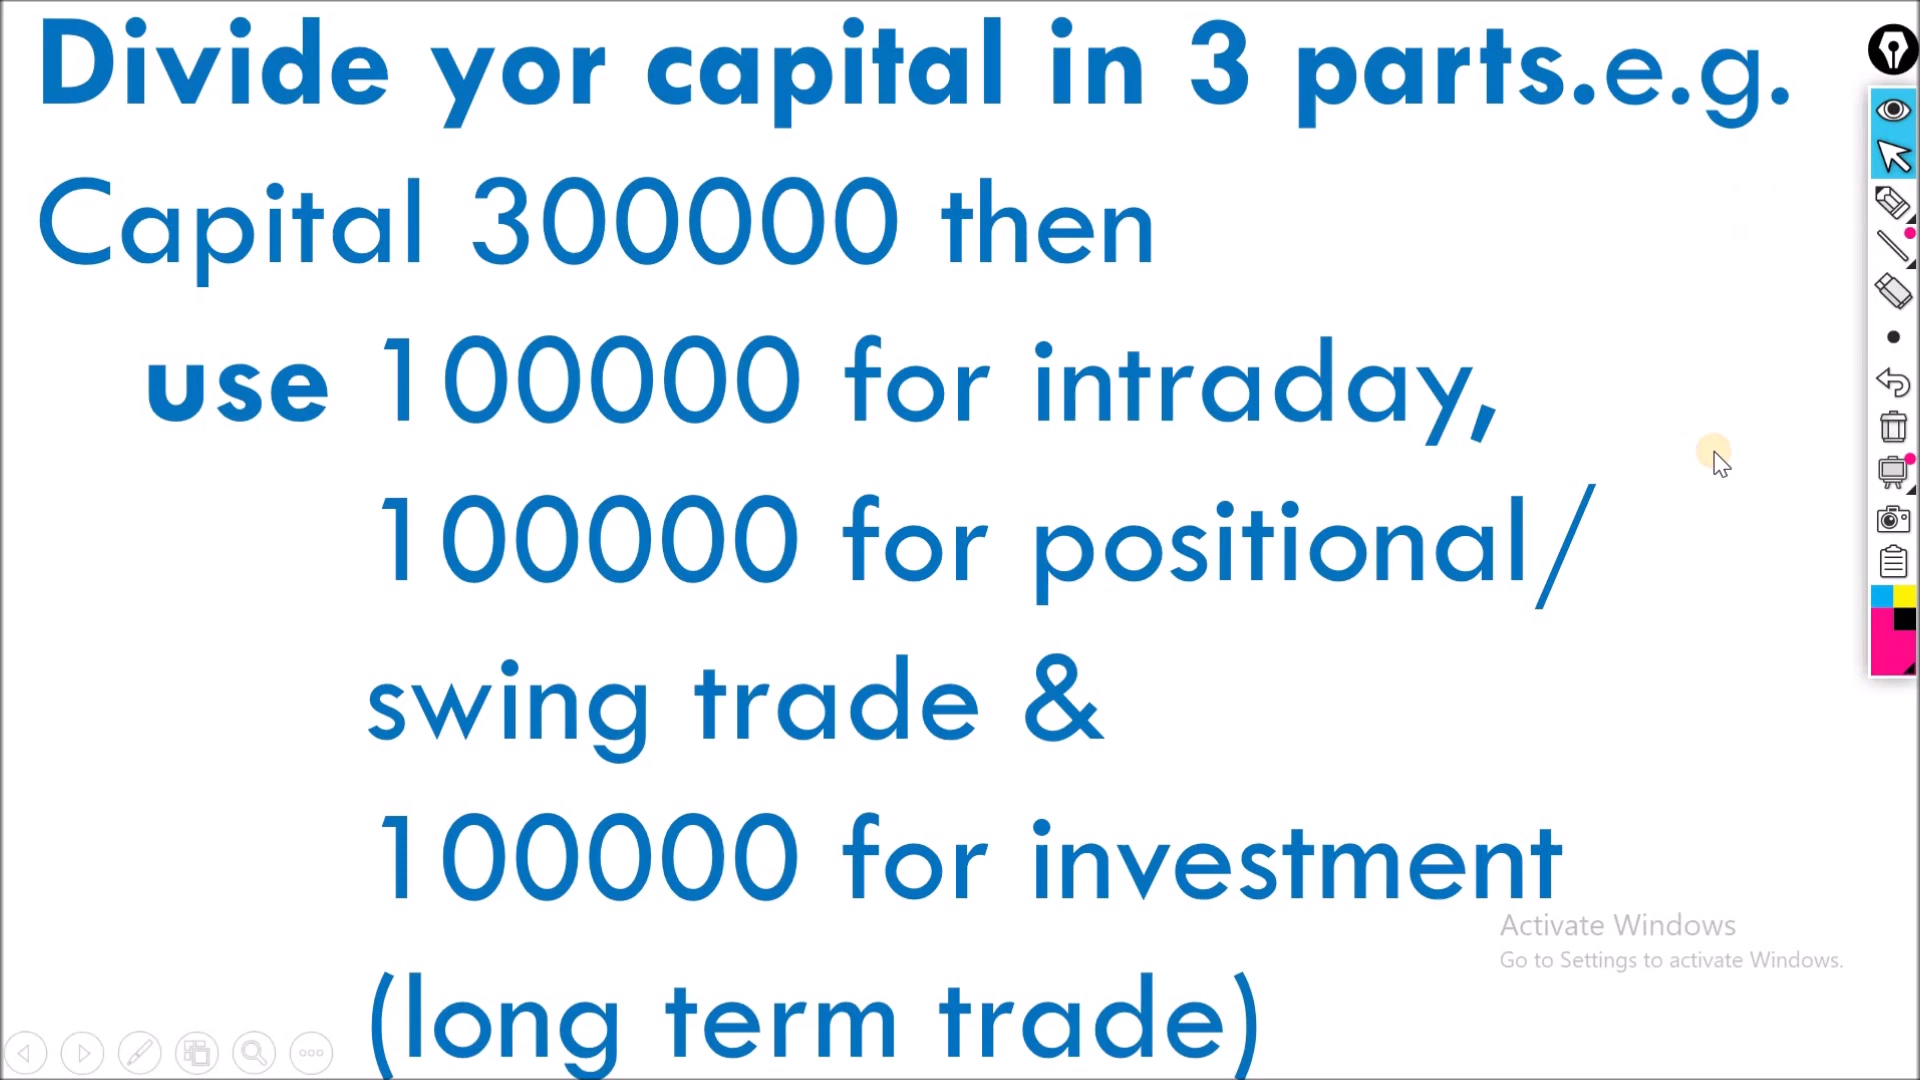 Divide yor capital in 3 parts.e.g.
Capital 300000 then
use 100000 for intraday,
100000 for positional/
swing trade &
100000 for investment
(long term trade)
Activate Windows
Go to Settings to activate Windows.